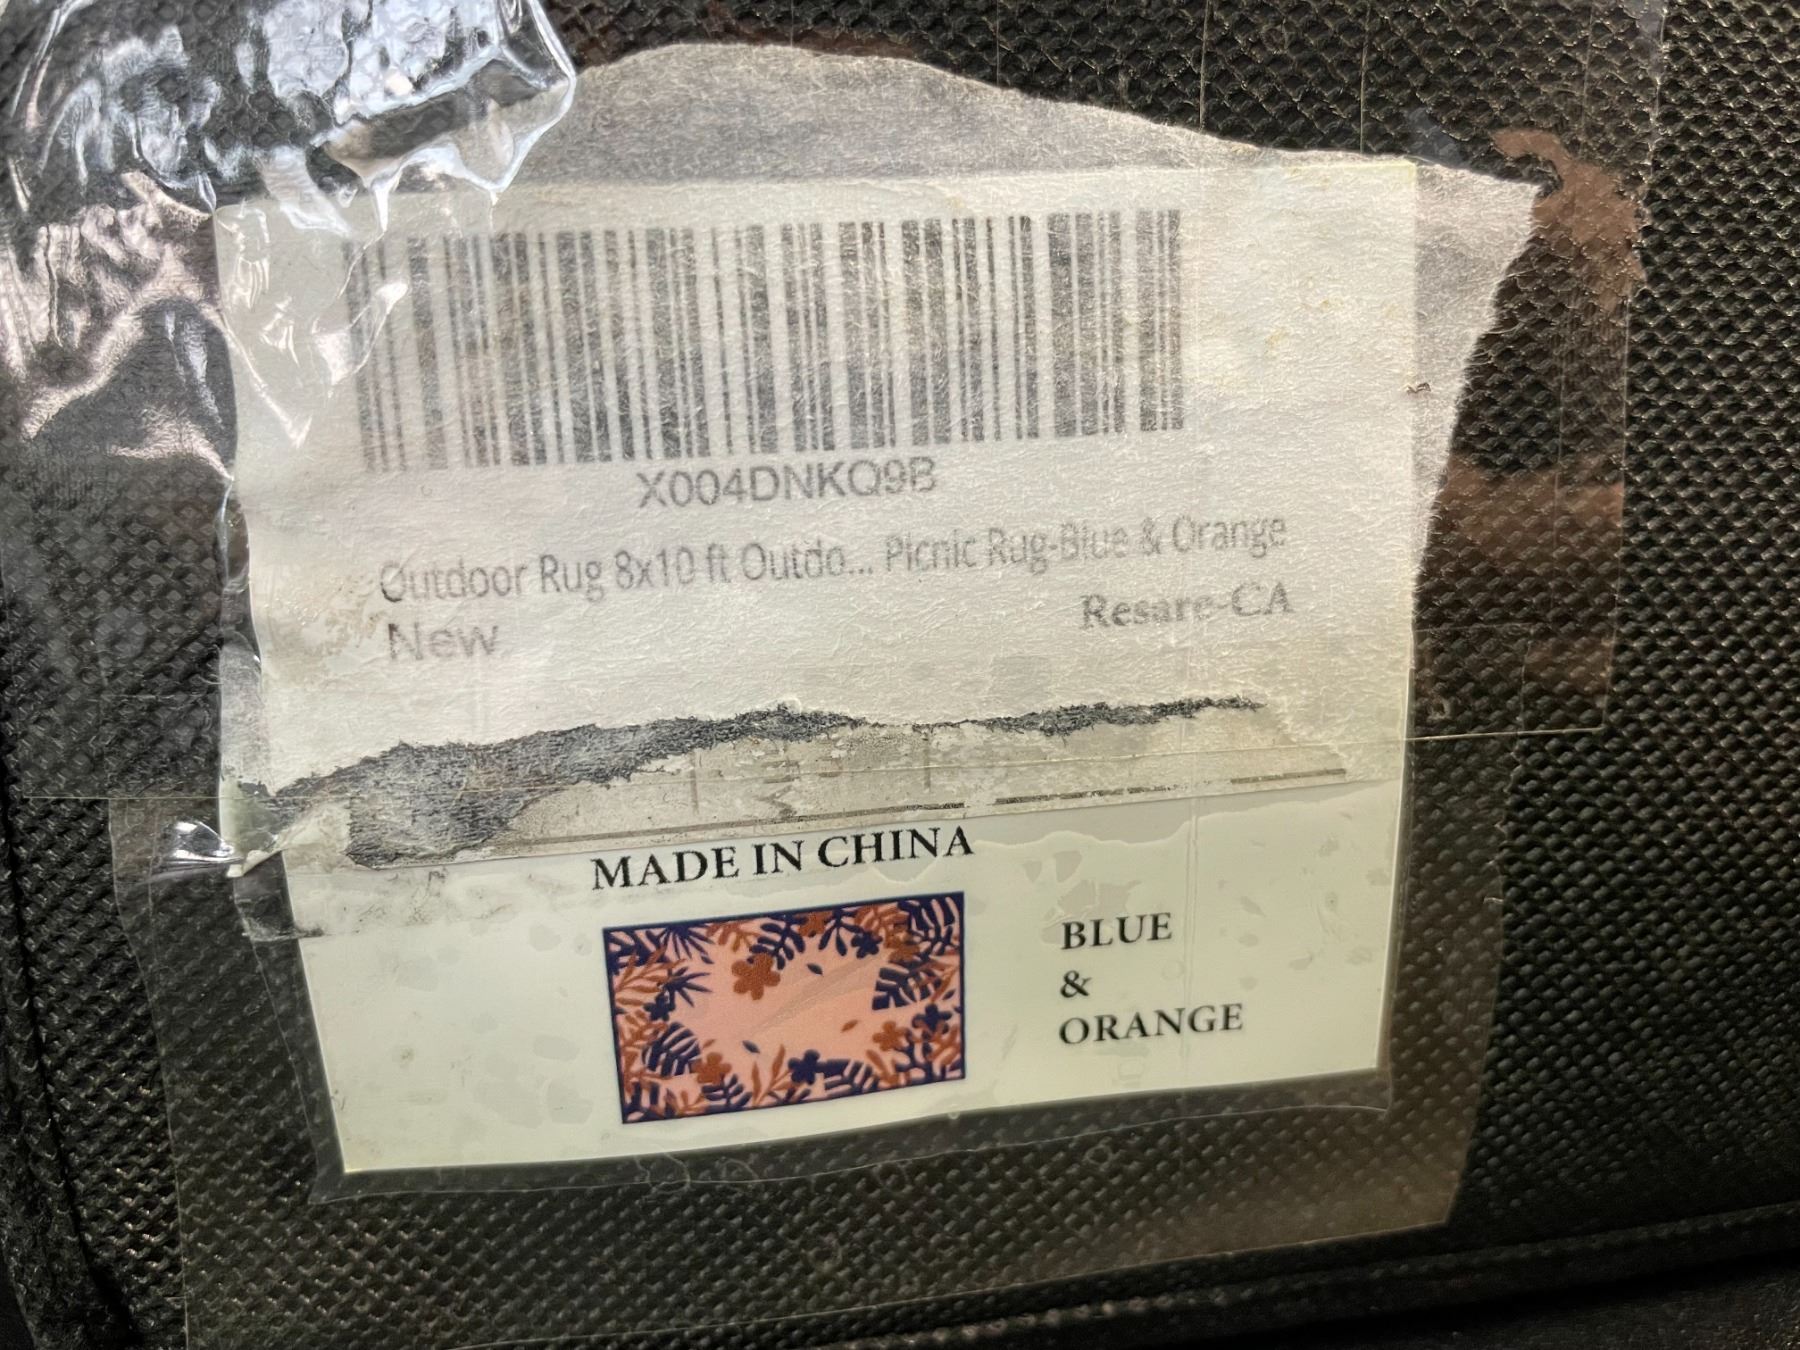 X004DNKQ9B
Outdoor Rug 8x10 ft Outdo... Picnic Rug-Blue & Orange
New
Resare-CA
MADE IN CHINA
BLUE
&
ORANGE